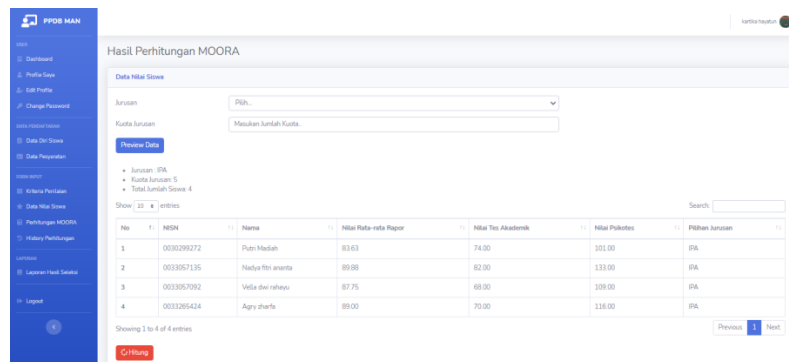 PPDB MAN
kartika hayatun
USER
Dashboard
Profile Saya
Edit Profile
Change Password
DATA PENDAFTARAN
Data Diri Siswa
Data Pesyaratan
Kriteria Penilaian
Data Nilai Siswa
Perhitungan MOORA
History Perhitungan
LAPORAN
Laporan Hasil Seleksi
Logout
Hasil Perhitungan MOORA
Data Nilai Siswa
Jurusan Pilih..
Kuota Jurusan Masukan Jumlah Kuota..
Preview Data
Jurusan : IPA
Kuota Jurusan: 5
Total Jumlah Siswa: 4
Show 10 entries Search:
No NISN Nama Nilai Rata-rata Rapor Nilai Tes Akademik Nilai Psikotes Pilihan Jurusan
1 0030299272 Putri Madiah 83.63 74.00 101.00 IPA
2 0033057135 Nadya fitri ananta 89.88 82.00 133.00 IPA
3 0033057092 Vella dwi rahayu 87.75 68.00 109.00 IPA
4 0033265424 Agry zharfa 89.00 70.00 116.00 IPA
Showing 1 to 4 of 4 entries Previous 1 Next
Hitung